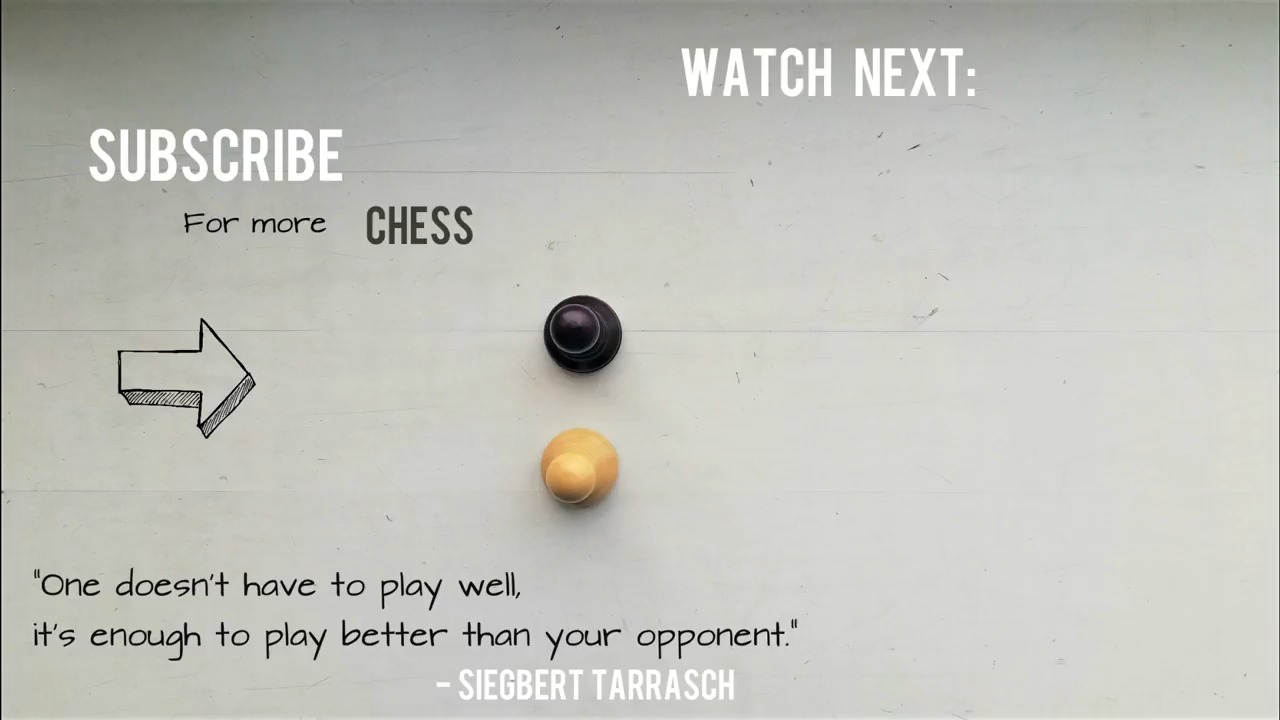 WATCH NEXT:
SUBSCRIBE
For more CHESS
"One doesn't have to play well,
it's enough to play better than your opponent."
- SIEGBERT TARRASCH